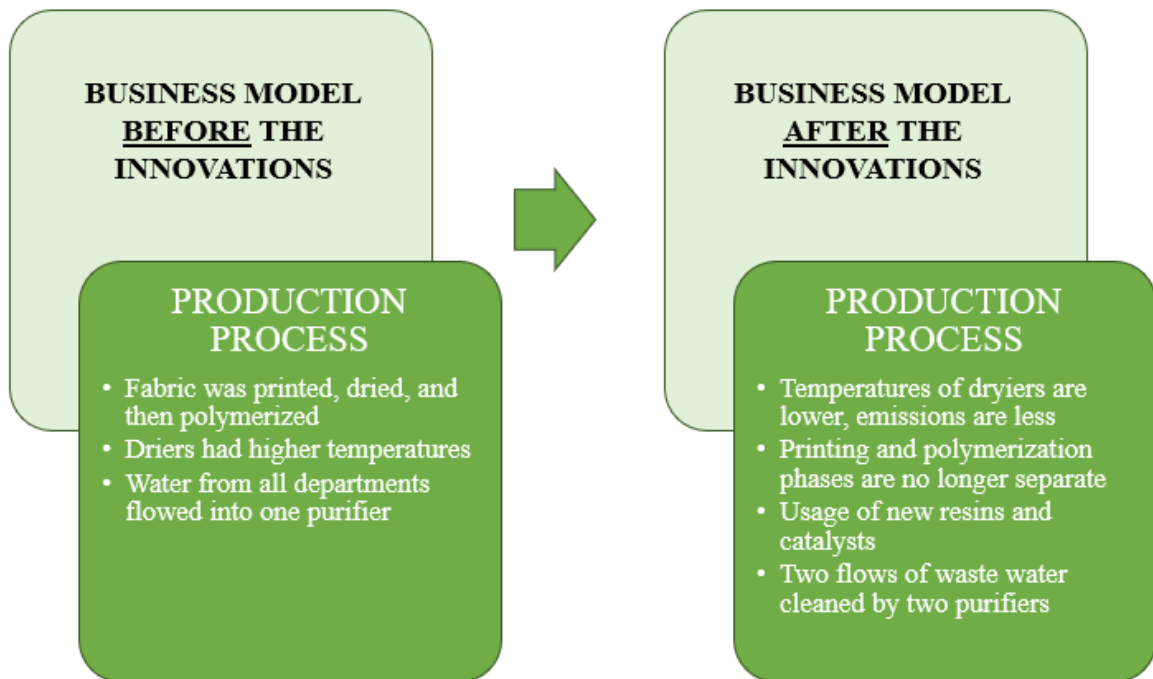 BUSINESS MODEL
BEFORE THE
INNOVATIONS
PRODUCTION
PROCESS
• Fabric was printed, dried, and
then polymerized
• Driers had higher temperatures
• Water from all departments
flowed into one purifier
BUSINESS MODEL
AFTER THE
INNOVATIONS
PRODUCTION
PROCESS
• Temperatures of dryiers are
lower, emissions are less
• Printing and polymerization
phases are no longer separate
• Usage of new resins and
catalysts
• Two flows of waste water
cleaned by two purifiers